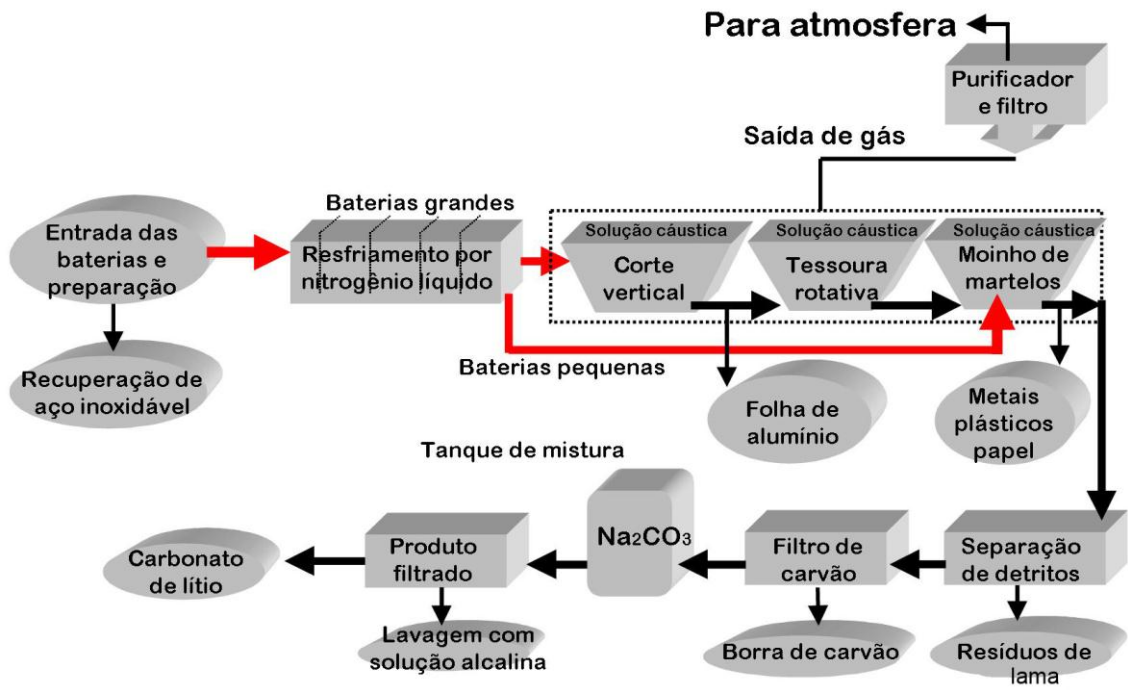 Para atmosfera
Purificador
e filtro
Saída de gás
Baterias grandes
Entrada das
baterias e
preparação
Resfriamento por
nitrogênio líquido
Solução cáustica
Corte
vertical
Solução cáustica
Tessoura
rotativa
Solução cáustica
Moinho de
martelos
Baterias pequenas
Recuperação de
aço inoxidável
Folha de
alumínio
Metais
plásticos
papel
Tanque de mistura
Carbonato
de lítio
Produto
filtrado
Na₂CO₃
Filtro de
carvão
Separação
de detritos
Lavagem com
solução alcalina
Borra de carvão
Resíduos de
lama